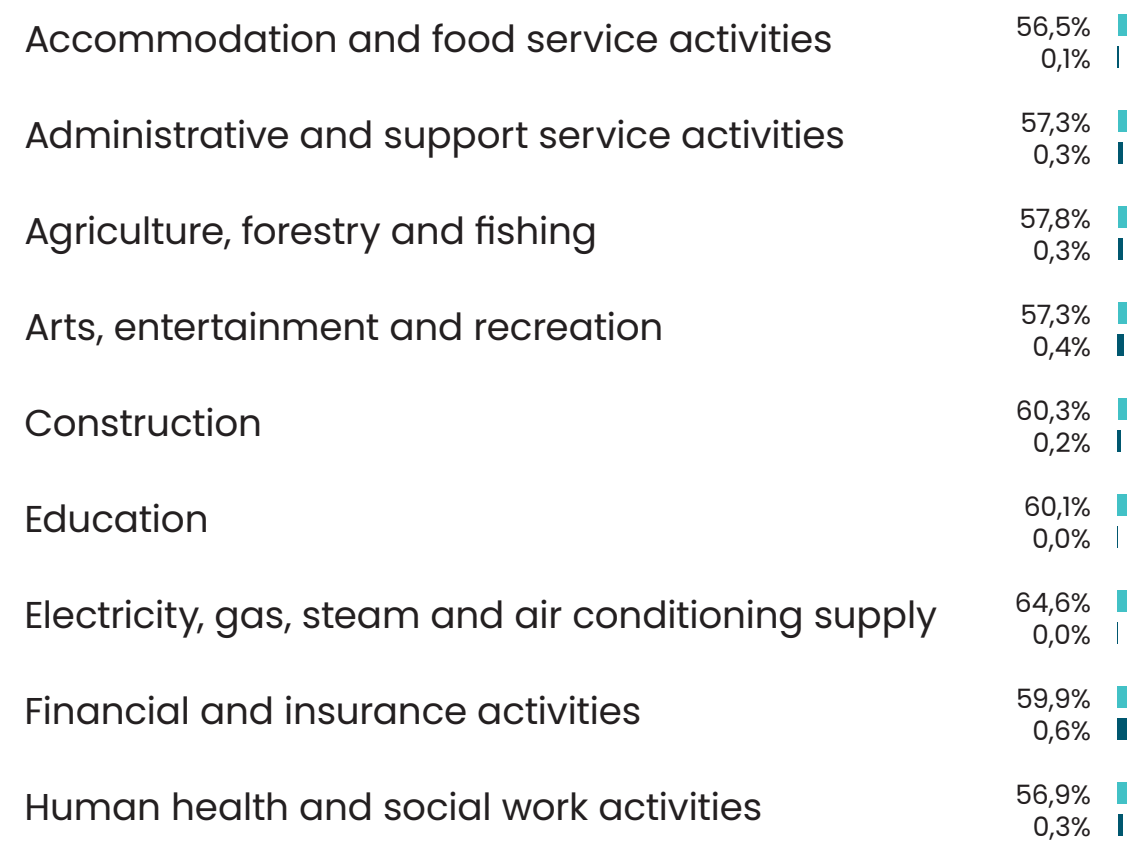 Accommodation and food service activities
56,5%
0,1%
Administrative and support service activities
57,3%
0,3%
Agriculture, forestry and fishing
57,8%
0,3%
Arts, entertainment and recreation
57,3%
0,4%
Construction
60,3%
0,2%
Education
60,1%
0,0%
Electricity, gas, steam and air conditioning supply
64,6%
0,0%
Financial and insurance activities
59,9%
0,6%
Human health and social work activities
56,9%
0,3%